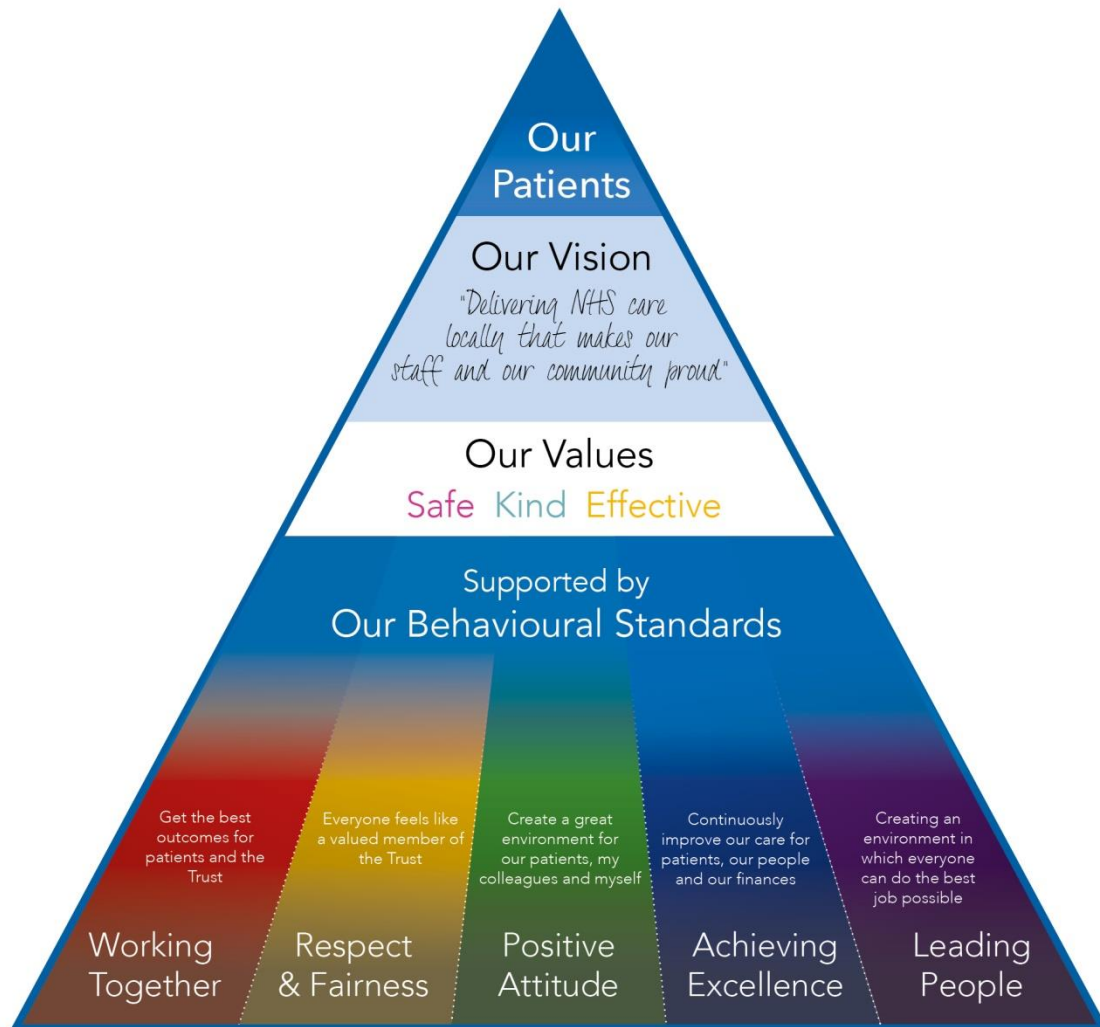 Our
Patients
Our Vision
"Delivering NHS care
locally that makes our
staff and our community proud"
Our Values
Safe Kind Effective
Supported by
Our Behavioural Standards
Get the best
outcomes for
patients and the
Trust
Working
Together
Everyone feels like
a valued member of
the Trust
Respect
& Fairness
Create a great
environment for
our patients, my
colleagues and myself
Positive
Attitude
Continuously
improve our care for
patients, our people
and our finances
Achieving
Excellence
Creating an
environment in
which everyone
can do the best
job possible
Leading
People